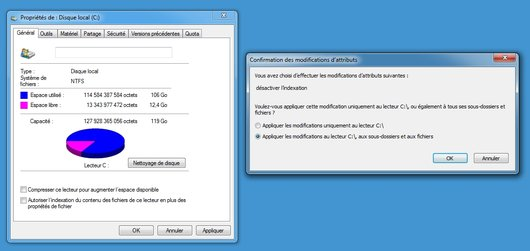 Propriétés de : Disque local (C:)
Général Outils Matériel Partage Sécurité Versions précédentes Quota
Type : Disque local
Système de fichiers : NTFS
Espace utilisé : 114 584 387 584 octets 106 Go
Espace libre : 13 343 977 472 octets 12,4 Go
Capacité : 127 928 365 056 octets 119 Go
Lecteur C : Nettoyage de disque
Compresser ce lecteur pour augmenter l'espace disponible
Autoriser l'indexation du contenu des fichiers de ce lecteur en plus des
propriétés de fichier
OK Annuler Appliquer
Confirmation des modifications d'attributs
Vous avez choisi d'effectuer les modifications d'attributs suivantes :
désactiver l'indexation
Voulez-vous appliquer cette modification uniquement au lecteur C:\, ou également à tous ses sous-dossiers et
fichiers ?
Appliquer les modifications uniquement au lecteur C:\
Appliquer les modifications au lecteur C:\, aux sous-dossiers et aux fichiers
OK Annuler